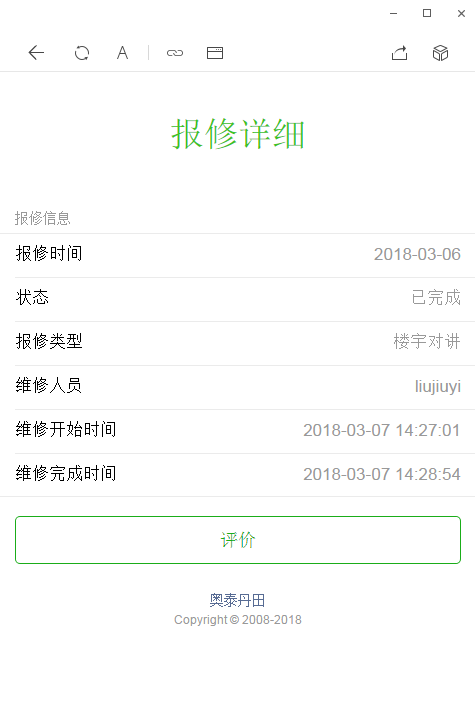 报修详细
报修信息
报修时间 2018-03-06
状态 已完成
报修类型 楼宇对讲
维修人员 liujiuyi
维修开始时间 2018-03-07 14:27:01
维修完成时间 2018-03-07 14:28:54
评价
奥泰丹田
Copyright © 2008-2018